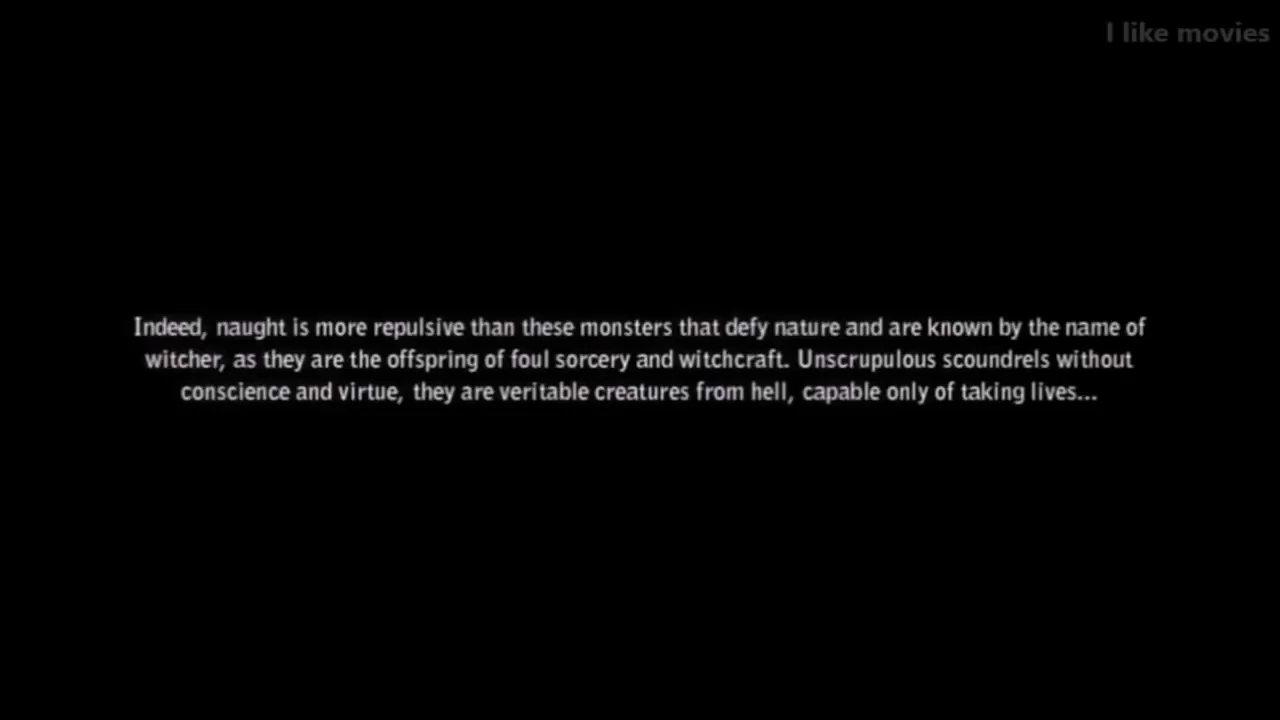 I like movies
Indeed, naught is more repulsive than these monsters that defy nature and are known by the name of
witcher, as they are the offspring of foul sorcery and witchcraft. Unscrupulous scoundrels without
conscience and virtue, they are veritable creatures from hell, capable only of taking lives...